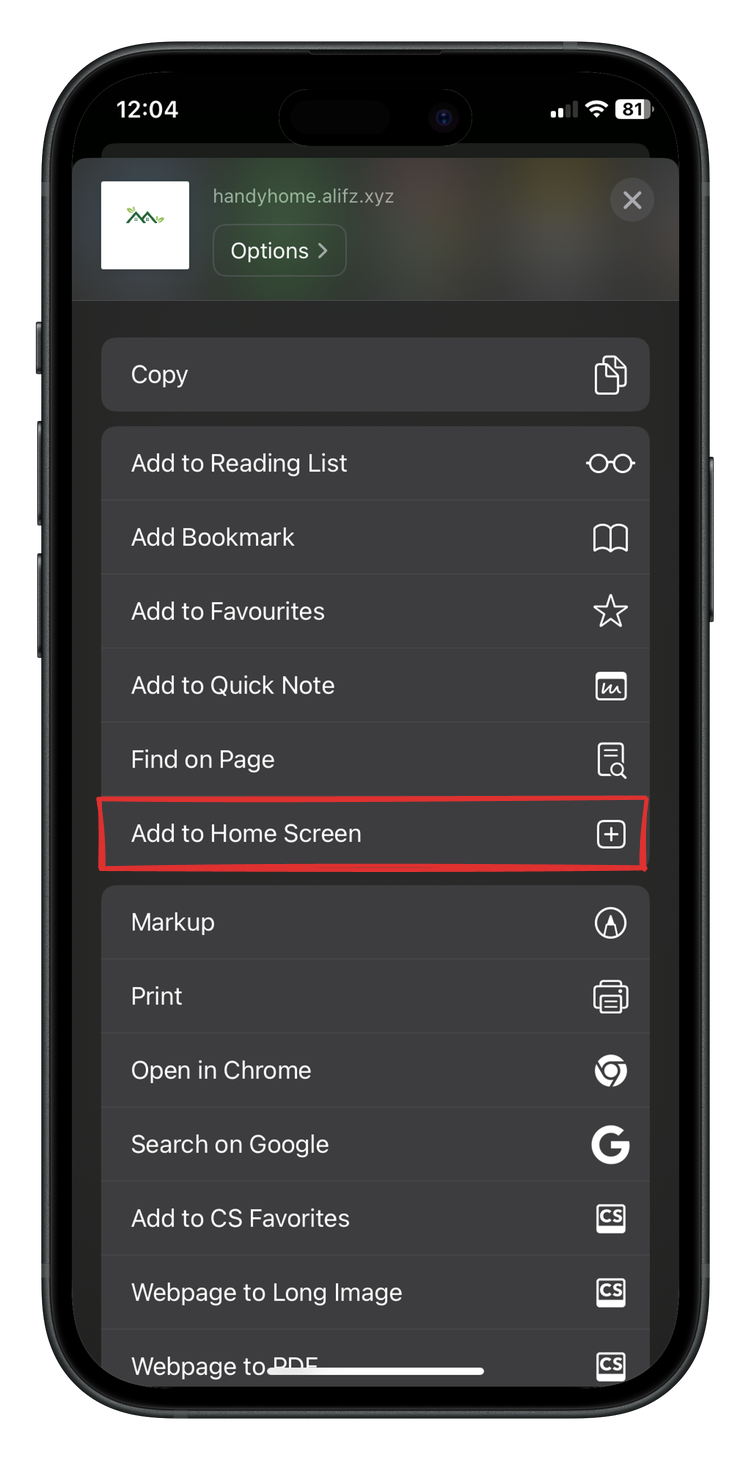 12:04
81
handyhome.alifz.xyz
Options
Copy
Add to Reading List
Add Bookmark
Add to Favourites
Add to Quick Note
Find on Page
Add to Home Screen
Markup
Print
Open in Chrome
Search on Google
Add to CS Favorites
CS
Webpage to Long Image
CS
Webpage to PDF
CS